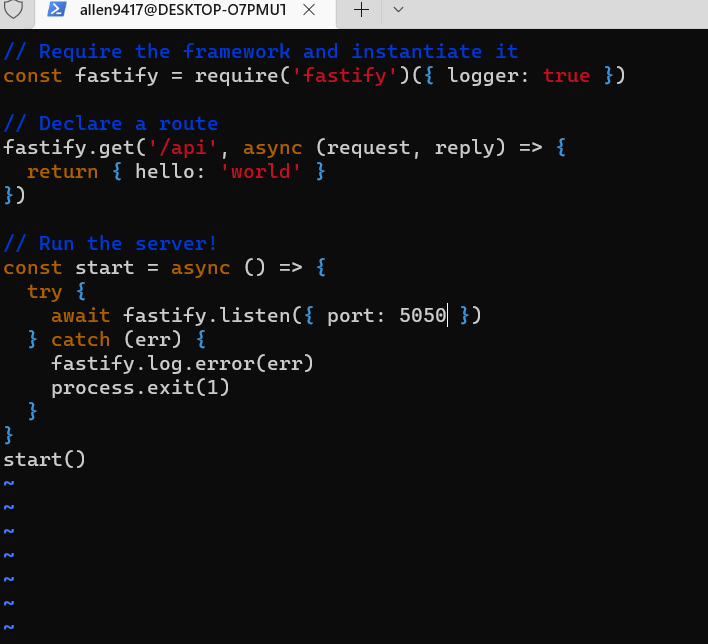 allen9417@DESKTOP-O7PMU1
// Require the framework and instantiate it
const fastify = require('fastify')({ logger: true })
// Declare a route
fastify.get('/api', async (request, reply) => {
  return { hello: 'world' }
})
// Run the server!
const start = async () => {
  try {
    await fastify.listen({ port: 5050 })
  } catch (err) {
    fastify.log.error(err)
    process.exit(1)
  }
}
start()
~
~
~
~
~
~
~